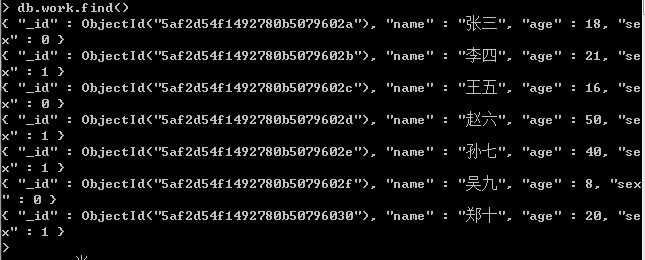 > db.work.find()
{ "_id" : ObjectId("5af2d54f1492780b5079602a"), "name" : "张三", "age" : 18, "se
x" : 0 }
{ "_id" : ObjectId("5af2d54f1492780b5079602b"), "name" : "李四", "age" : 21, "se
x" : 1 }
{ "_id" : ObjectId("5af2d54f1492780b5079602c"), "name" : "王五", "age" : 16, "se
x" : 0 }
{ "_id" : ObjectId("5af2d54f1492780b5079602d"), "name" : "赵六", "age" : 50, "se
x" : 1 }
{ "_id" : ObjectId("5af2d54f1492780b5079602e"), "name" : "孙七", "age" : 40, "se
x" : 1 }
{ "_id" : ObjectId("5af2d54f1492780b5079602f"), "name" : "吴九", "age" : 8, "sex
" : 0 }
{ "_id" : ObjectId("5af2d54f1492780b50796030"), "name" : "郑十", "age" : 20, "se
x" : 1 }
>